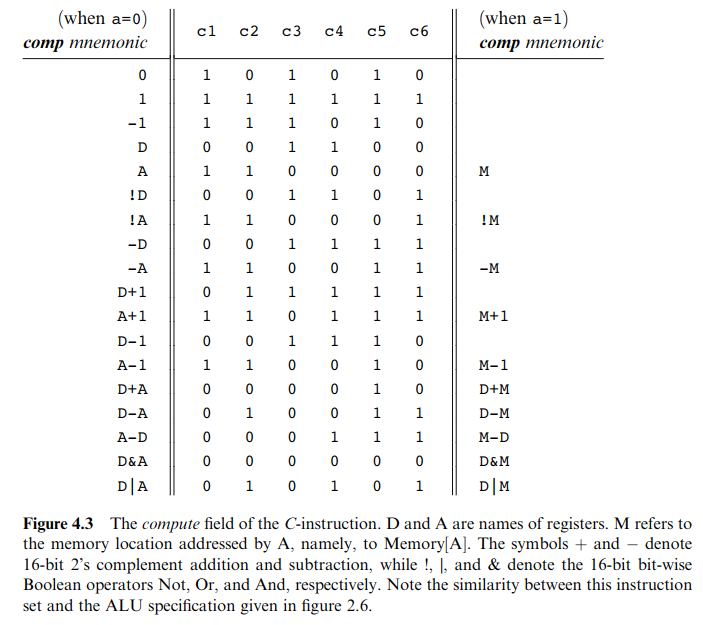 (when a=0) c1 c2 c3 c4 c5 c6 (when a=1)
comp mnemonic comp mnemonic
0 1 0 1 0 1 0
1 1 1 1 1 1 1
-1 1 1 1 0 1 0
D 0 0 1 1 0 0
A 1 1 0 0 0 0 M
!D 0 0 1 1 0 1
!A 1 1 0 0 0 1 !M
-D 0 0 1 1 1 1
-A 1 1 0 0 1 1 -M
D+1 0 1 1 1 1 1
A+1 1 1 0 1 1 1 M+1
D-1 0 0 1 1 1 0
A-1 1 1 0 0 1 0 M-1
D+A 0 0 0 0 1 0 D+M
D-A 0 1 0 0 1 1 D-M
A-D 0 0 0 1 1 1 M-D
D&A 0 0 0 0 0 0 D&M
D|A 0 1 0 1 0 1 D|M
Figure 4.3 The compute field of the C-instruction. D and A are names of registers. M refers to
the memory location addressed by A, namely, to Memory[A]. The symbols + and − denote
16-bit 2's complement addition and subtraction, while !, |, and & denote the 16-bit bit-wise
Boolean operators Not, Or, and And, respectively. Note the similarity between this instruction
set and the ALU specification given in figure 2.6.